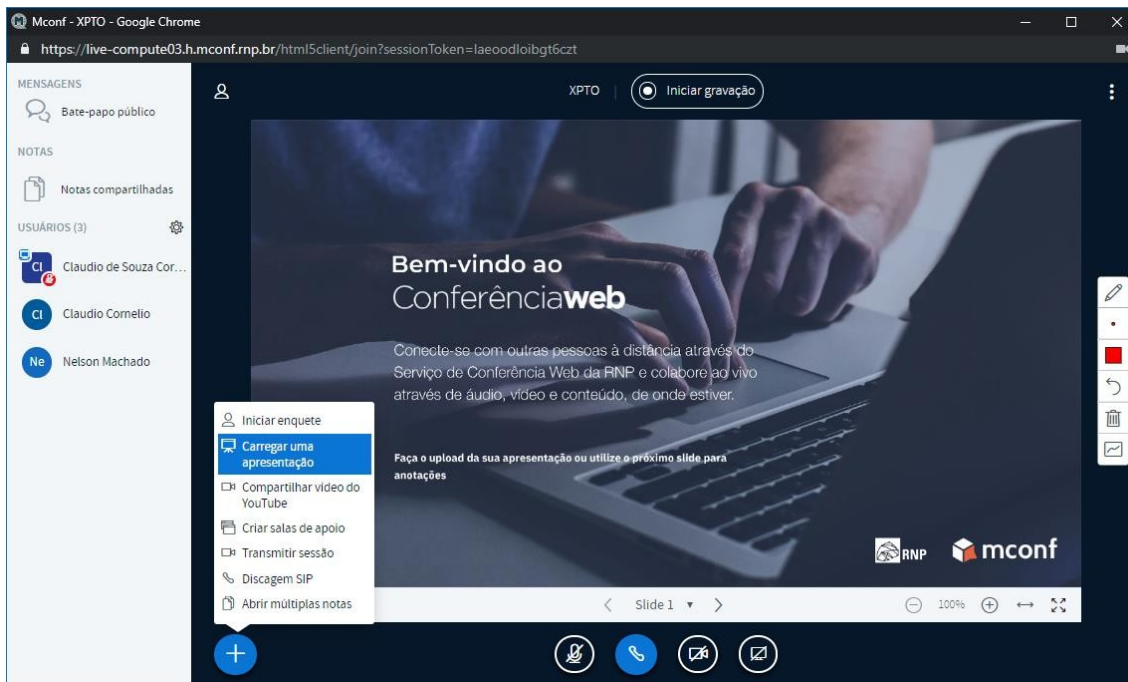 Mconf - XPTO - Google Chrome
https://live-compute03.h.mconf.rnp.br/html5client/join?sessionToken=laeoodloibgt6czt
MENSAGENS
Bate-papo público
NOTAS
Notas compartilhadas
USUÁRIOS (3)
CI
Claudio de Souza Cor...
CI
Claudio Cornelio
Ne
Nelson Machado
XPTO
Iniciar gravação
Bem-vindo ao
Conferênciaweb
Conecte-se com outras pessoas à distância através do
Serviço de Conferência Web da RNP e colabore ao vivo
através de áudio, vídeo e conteúdo, de onde estiver.
Faça o upload da sua apresentação ou utilize o próximo slide para
anotações
RNP
mconf
Iniciar enquete
Carregar uma
apresentação
Compartilhar vídeo do
YouTube
Criar salas de apoio
Transmitir sessão
Discagem SIP
Abrir múltiplas notas
Slide 1
100%